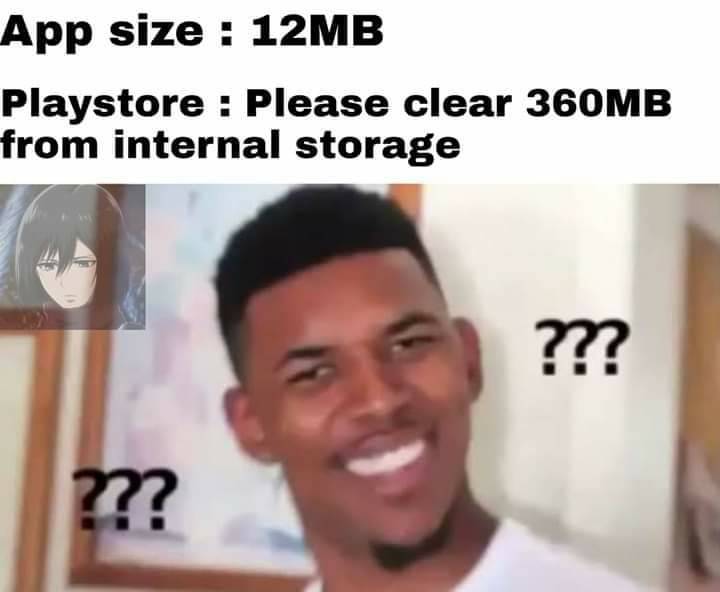 App size : 12MB
Playstore : Please clear 360MB
from internal storage
???
???